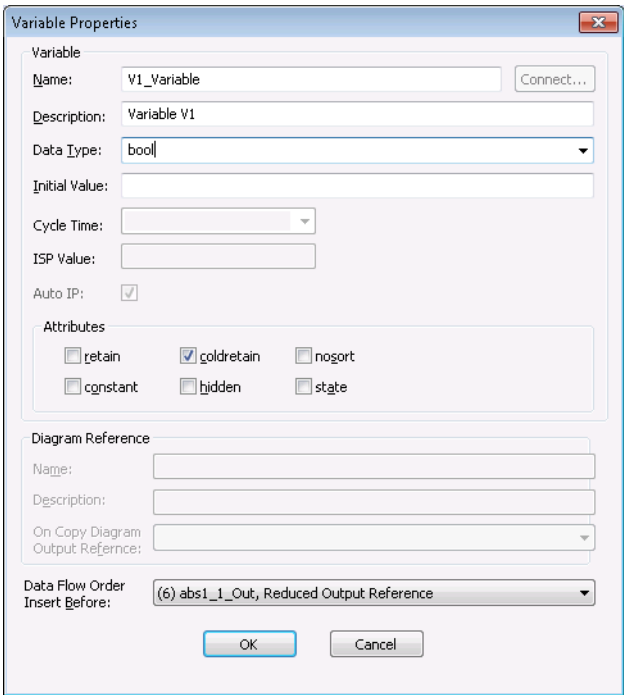 Variable Properties
Variable
Name: V1_Variable Connect...
Description: Variable V1
Data Type: bool
Initial Value:
Cycle Time:
ISP Value:
Auto IP:
Attributes
retain coldretain nosort
constant hidden state
Diagram Reference
Name:
Description:
On Copy Diagram
Output Refernce:
Data Flow Order
Insert Before: (6) abs1_1_Out, Reduced Output Reference
OK Cancel